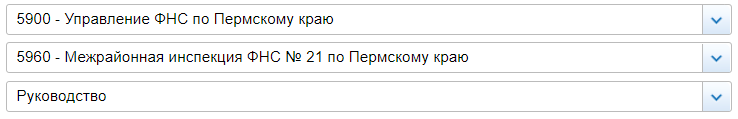 5900 - Управление ФНС по Пермскому краю
5960 - Межрайонная инспекция ФНС № 21 по Пермскому краю
Руководство